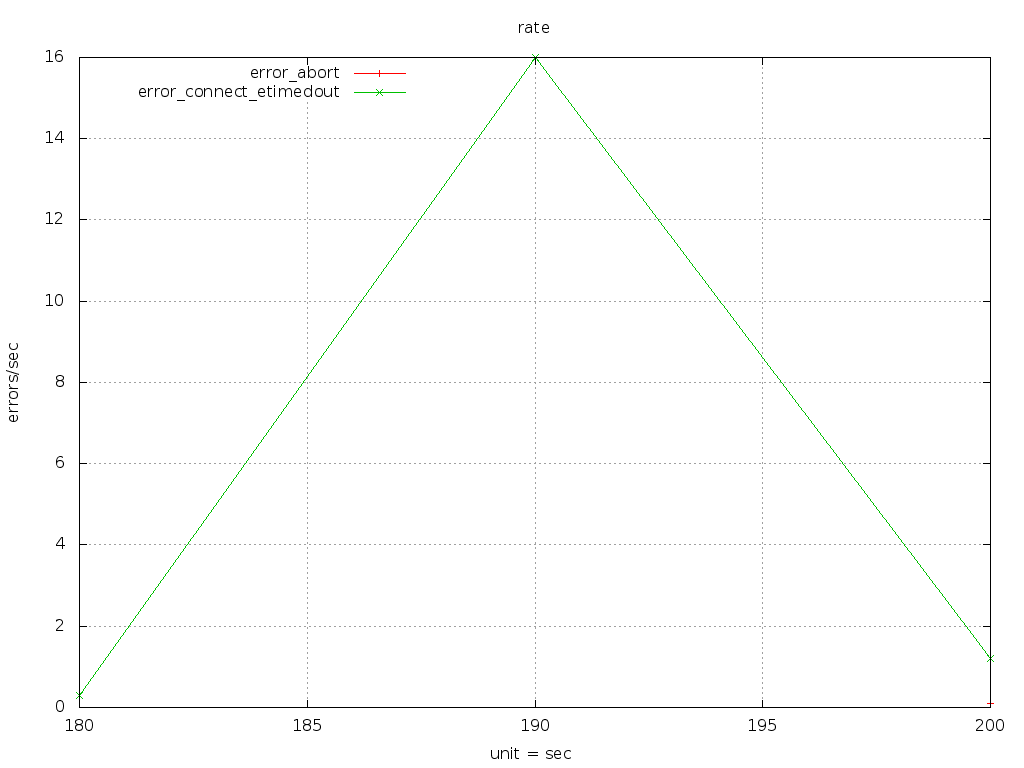 rate
16
error_abort
error_connect_etimedout
14
12
10
8
errors/sec
6
4
2
0
180 185 190 195 200
unit = sec